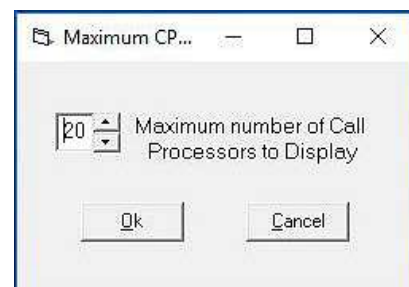 Maximum CP...
20
Maximum number of Call
Processors to Display
Ok
Cancel